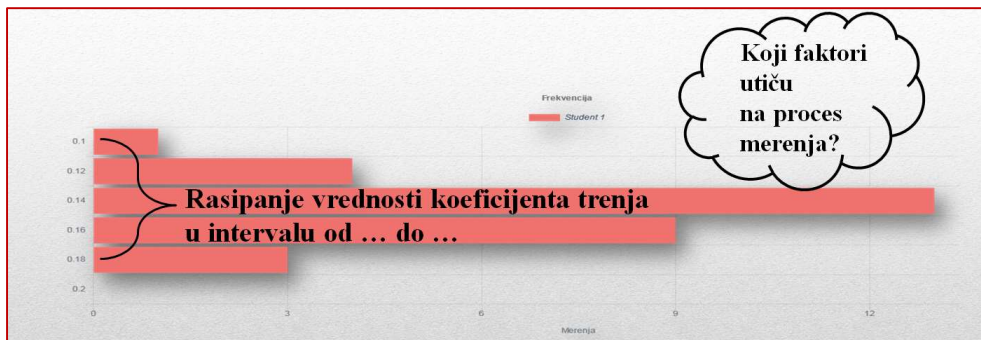 Koji faktori
utiču
na proces
merenja?
Frekvencija
Student 1
0.1
0.12
0.14
0.16
0.18
0.2
Rasipanje vrednosti koeficijenta trenja
u intervalu od … do …
0
3
6
9
12
Merenja